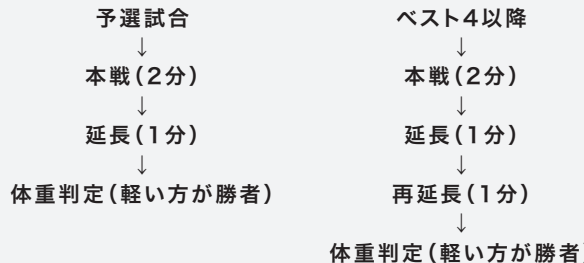 予選試合
↓
本戦(2分)
↓
延長(1分)
↓
体重判定(軽い方が勝者)
ベスト4以降
↓
本戦(2分)
↓
延長(1分)
↓
再延長(1分)
↓
体重判定(軽い方が勝者)